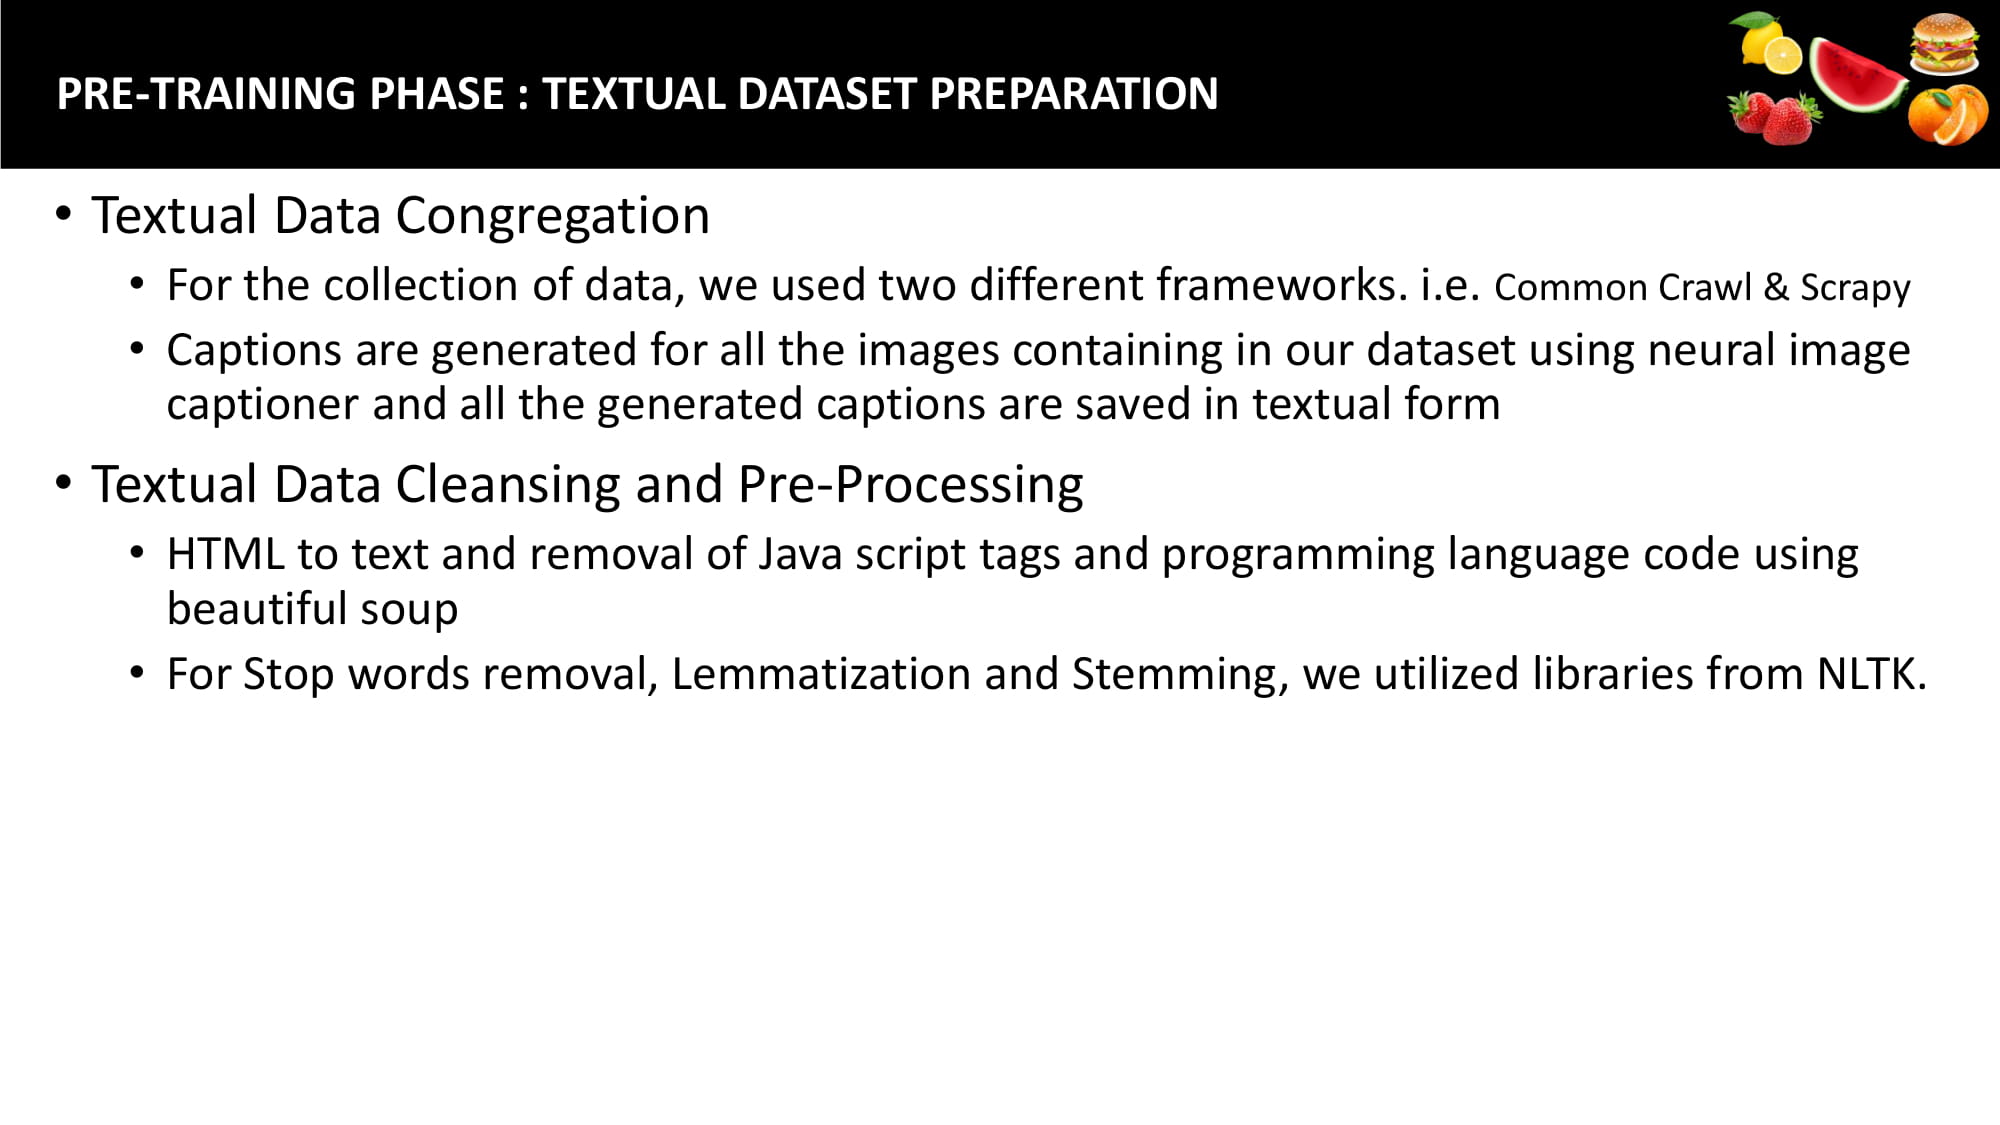 PRE-TRAINING PHASE : TEXTUAL DATASET PREPARATION
• Textual Data Congregation
• For the collection of data, we used two different frameworks. i.e. Common Crawl & Scrapy
• Captions are generated for all the images containing in our dataset using neural image
captioner and all the generated captions are saved in textual form
• Textual Data Cleansing and Pre-Processing
• HTML to text and removal of Java script tags and programming language code using
beautiful soup
• For Stop words removal, Lemmatization and Stemming, we utilized libraries from NLTK.